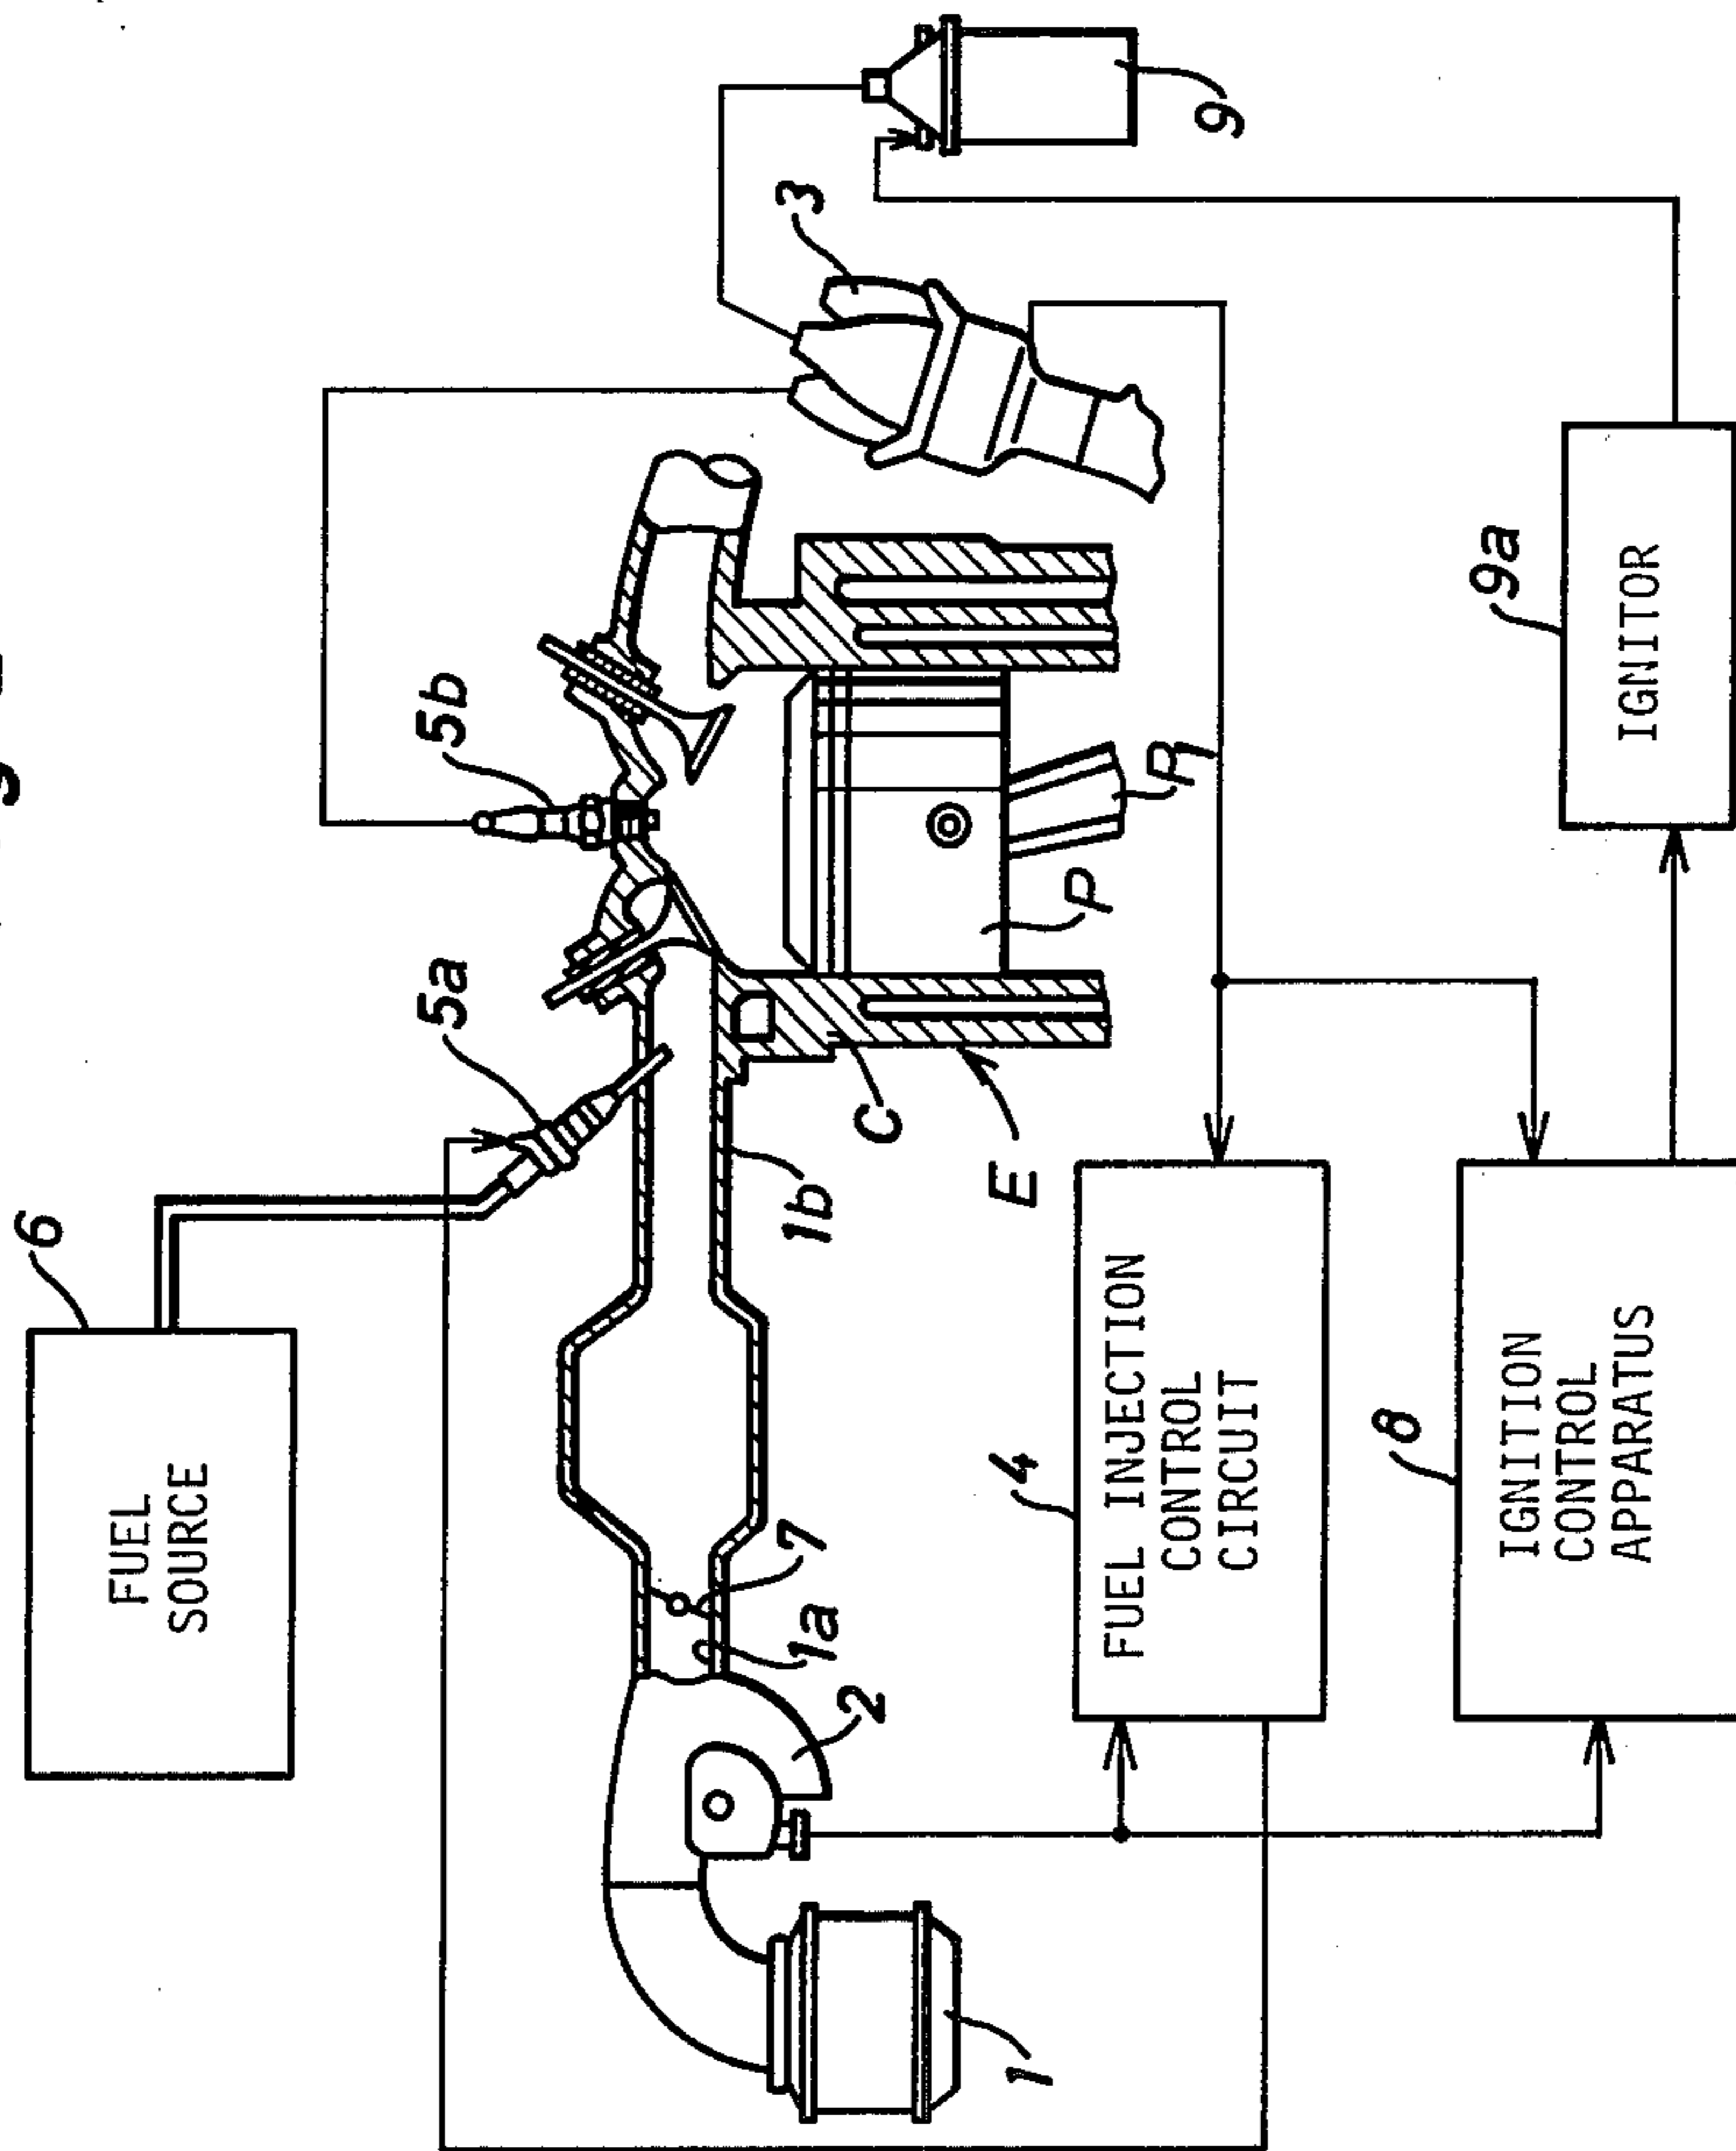 6
FUEL
SOURCE
5a
5b
1a
7
1b
3
2
C
1
4
E
P
R
9
FUEL INJECTION
CONTROL
CIRCUIT
8
9a
IGNITION
CONTROL
APPARATUS
IGNITOR